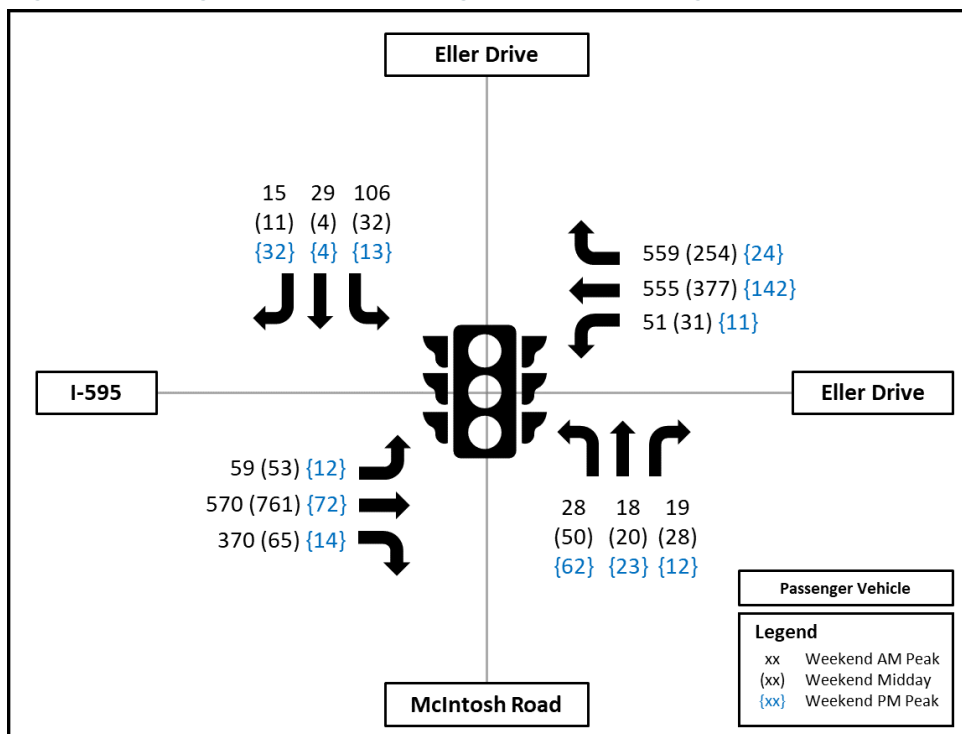 Eller Drive
15 29 106
(11) (4) (32)
{32} {4} {13}
559 (254) {24}
555 (377) {142}
51 (31) {11}
I-595
Eller Drive
59 (53) {12}
570 (761) {72}
370 (65) {14}
28 18 19
(50) (20) (28)
{62} {23} {12}
Passenger Vehicle
Legend
xx Weekend AM Peak
(xx) Weekend Midday
{xx} Weekend PM Peak
McIntosh Road